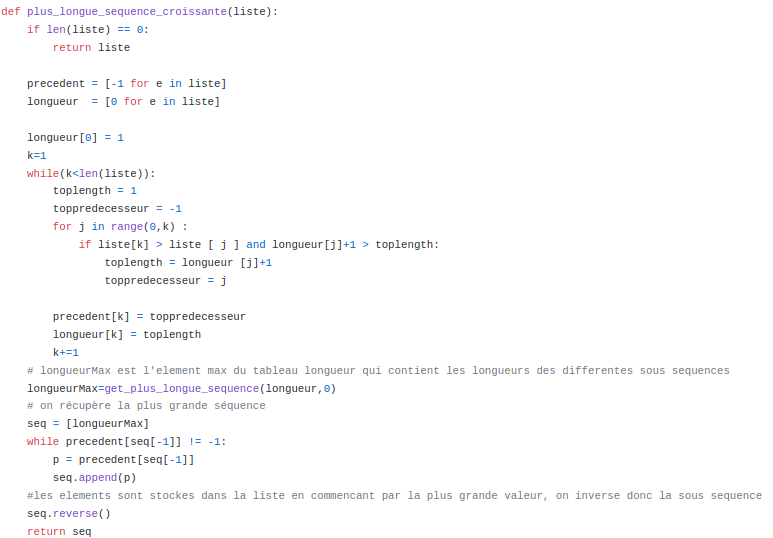 def plus_longue_sequence_croissante(liste):
    if len(liste) == 0:
        return liste

    precedent = [-1 for e in liste]
    longueur  = [0 for e in liste]

    longueur[0] = 1
    k=1
    while(k<len(liste)):
        toplength = 1
        toppredecesseur = -1
        for j in range(0,k) :
            if liste[k] > liste [ j ] and longueur[j]+1 > toplength:
                toplength = longueur [j]+1
                toppredecesseur = j

        precedent[k] = toppredecesseur
        longueur[k] = toplength
        k+=1
    # longueurMax est l'element max du tableau longueur qui contient les longueurs des differentes sous sequences
    longueurMax=get_plus_longue_sequence(longueur,0)
    # on récupère la plus grande séquence
    seq = [longueurMax]
    while precedent[seq[-1]] != -1:
        p = precedent[seq[-1]]
        seq.append(p)
    #les elements sont stockes dans la liste en commencant par la plus grande valeur, on inverse donc la sous sequence
    seq.reverse()
    return seq